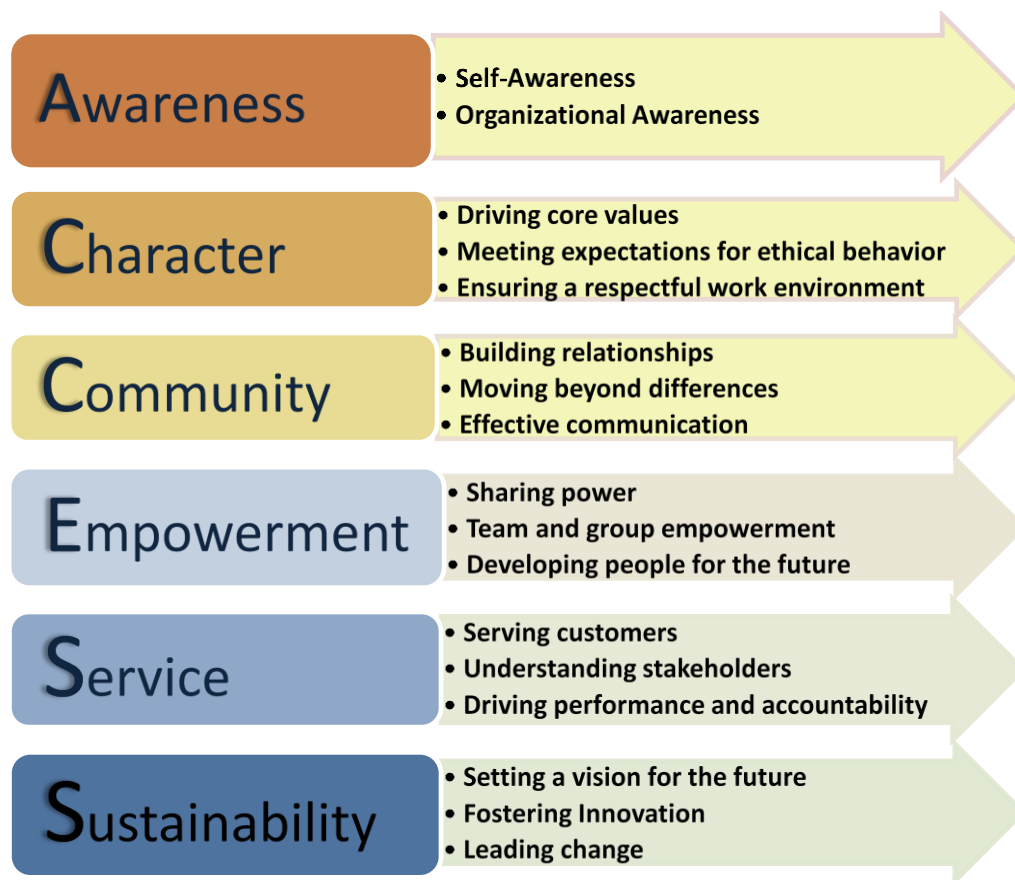 Awareness
• Self-Awareness
• Organizational Awareness
Character
• Driving core values
• Meeting expectations for ethical behavior
• Ensuring a respectful work environment
Community
• Building relationships
• Moving beyond differences
• Effective communication
Empowerment
• Sharing power
• Team and group empowerment
• Developing people for the future
Service
• Serving customers
• Understanding stakeholders
• Driving performance and accountability
Sustainability
• Setting a vision for the future
• Fostering Innovation
• Leading change